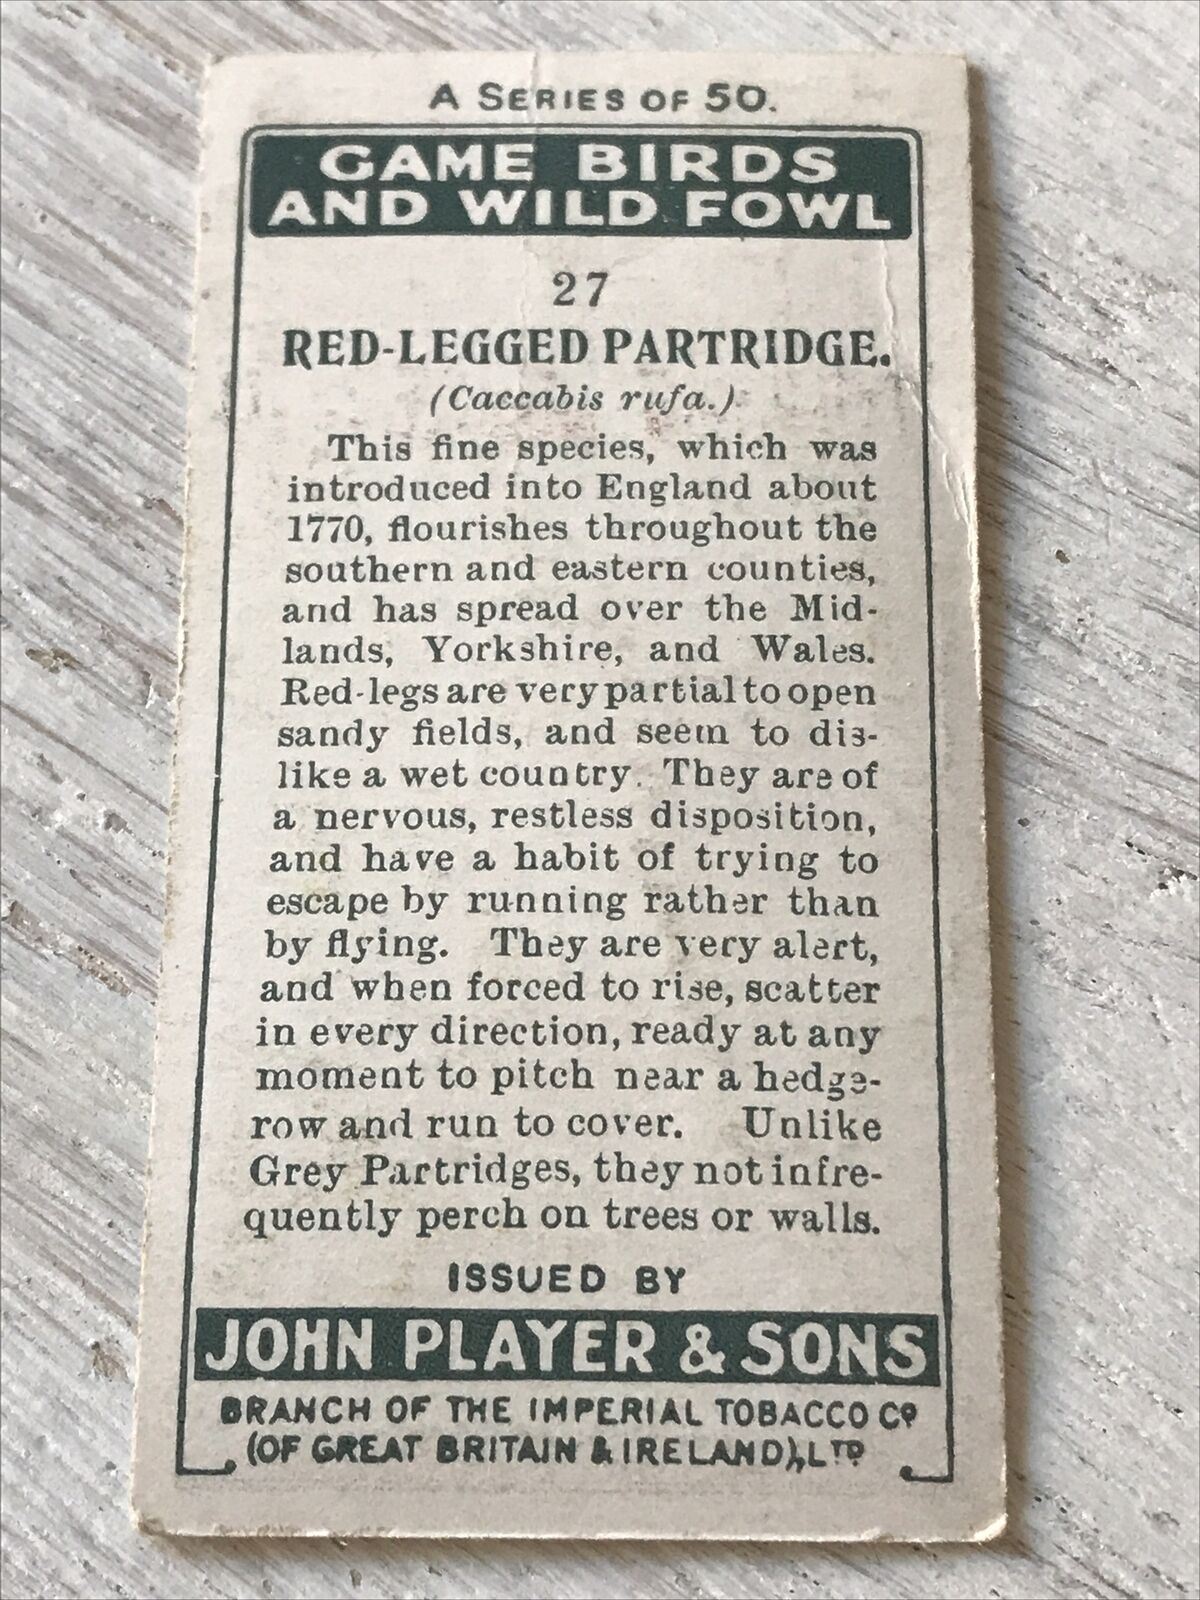 A SERIES OF 50.
GAME BIRDS
AND WILD FOWL
27
RED-LEGGED PARTRIDGE.
(Caccabis rufa.)
This fine species, which was
introduced into England about
1770, flourishes throughout the
southern and eastern counties,
and has spread over the Mid-
lands, Yorkshire, and Wales.
Red-legs are very partial to open
sandy fields, and seem to dis-
like a wet country. They are of
a nervous, restless disposition,
and have a habit of trying to
escape by running rather than
by flying. They are very alert,
and when forced to rise, scatter
in every direction, ready at any
moment to pitch near a hedge-
row and run to cover. Unlike
Grey Partridges, they not infre-
quently perch on trees or walls.
ISSUED BY
JOHN PLAYER & SONS
BRANCH OF THE IMPERIAL TOBACCO CO
(OF GREAT BRITAIN & IRELAND), LTD